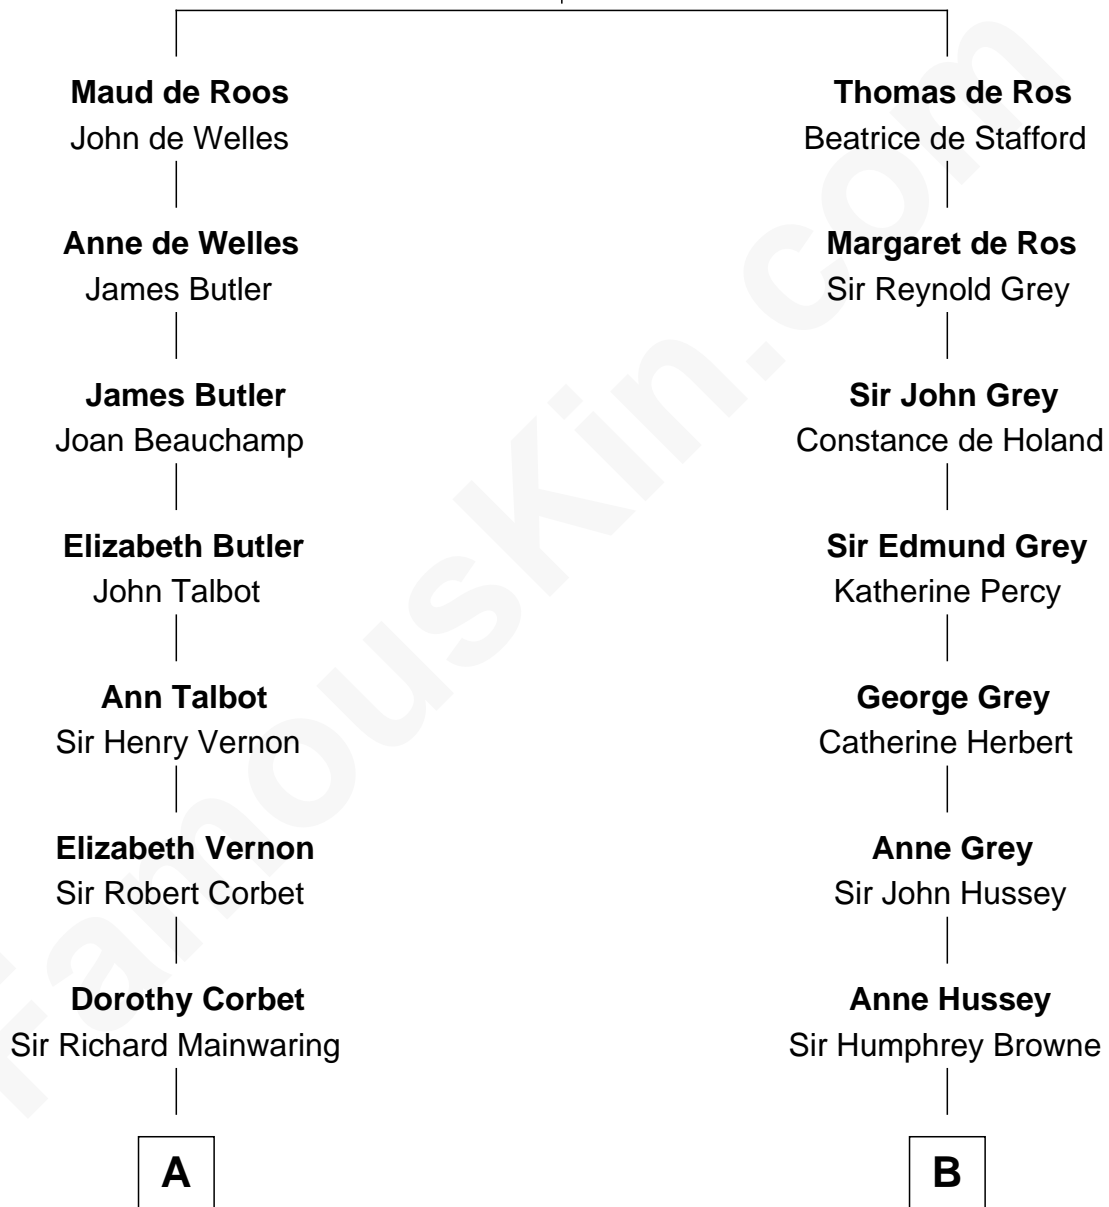 Maud de Roos
John de Welles
Thomas de Ros
Beatrice de Stafford
Anne de Welles
James Butler
Margaret de Ros
Sir Reynold Grey
James Butler
Joan Beauchamp
Sir John Grey
Constance de Holand
Elizabeth Butler
John Talbot
Sir Edmund Grey
Katherine Percy
Ann Talbot
Sir Henry Vernon
George Grey
Catherine Herbert
Elizabeth Vernon
Sir Robert Corbet
Anne Grey
Sir John Hussey
Dorothy Corbet
Sir Richard Mainwaring
Anne Hussey
Sir Humphrey Browne
A
B
FamousKin.com